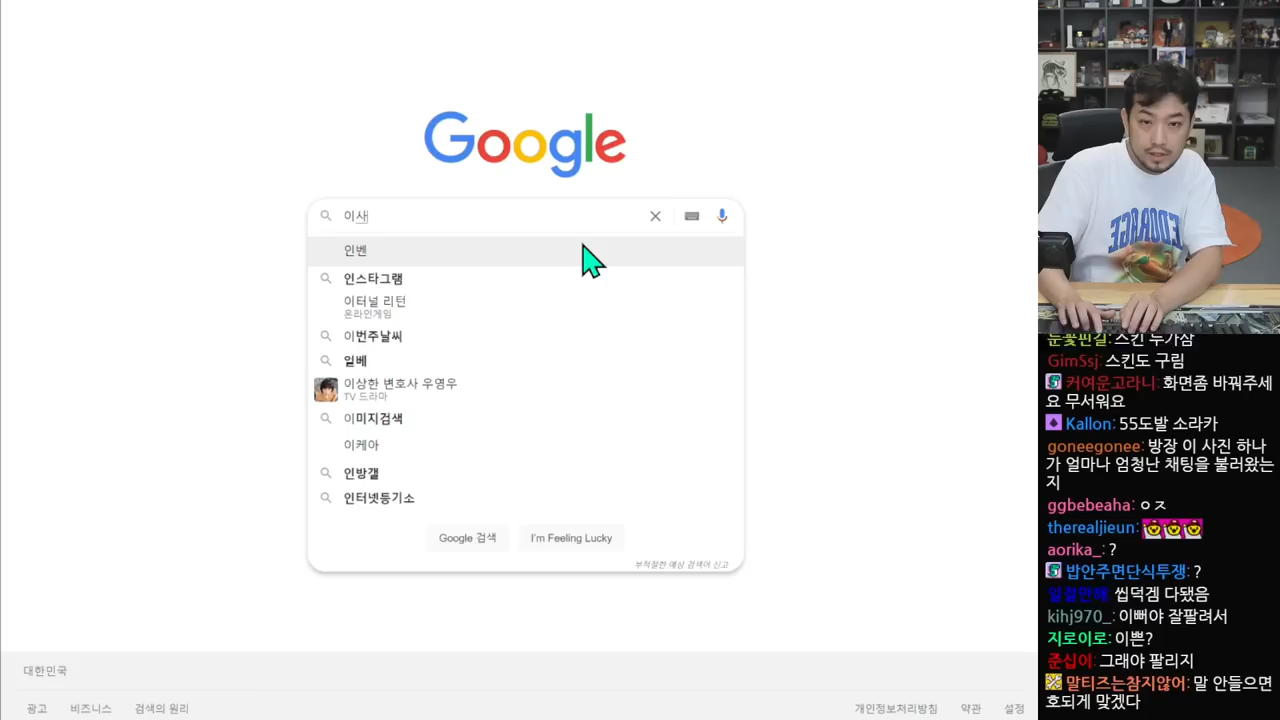 Google
이사
인벤
인스타그램
이터널 리턴
온라인게임
이번주날씨
일베
이상한 변호사 우영우
TV 드라마
이미지검색
이케아
인방갤
인터넷등기소
Google 검색
I'm Feeling Lucky
부적절한 예상 검색어 신고
대한민국
광고
비즈니스
검색의 원리
개인정보처리방침
약관
설정
눈꽃핀길: 스킨 누가삼
GimSsj: 스킨도 구림
커여운고라니: 화면좀 바꿔주세
요 무서워요
Kallon: 55도발 소라카
goneegonee: 방장 이 사진 하나
가 얼마나 엄청난 채팅을 불러왔는
지
ggbebeaha: ㅇㅈ
therealjieun:
aorika_: ?
밥안주면단식투쟁: ?
일절만해: 씹덕겜 다됐음
kihj970_: 이뻐야 잘팔려서
지로이로: 이쁜?
준십이: 그래야 팔리지
말티즈는참지않어: 말 안들으면
호되게 맞겠다